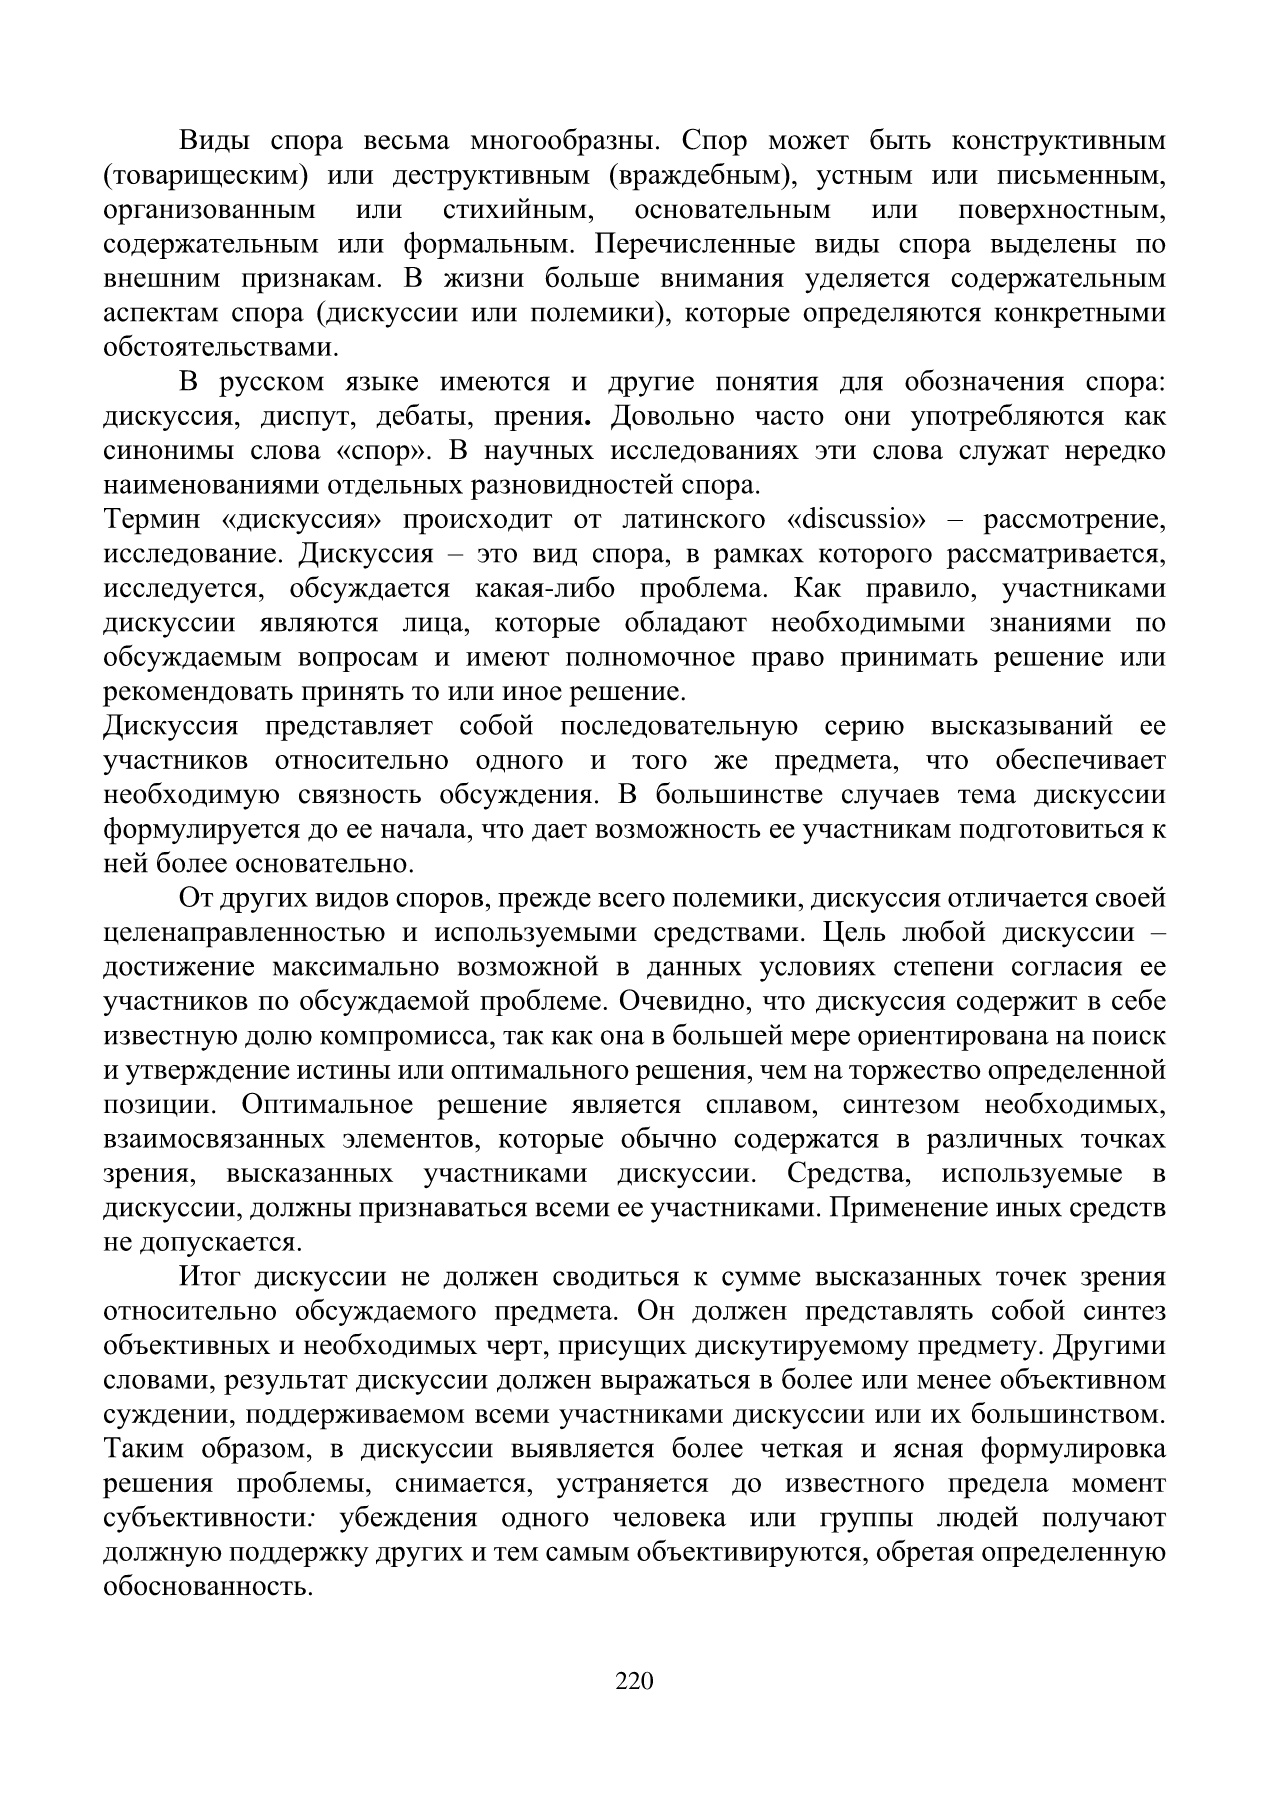 Виды спора весьма многообразны. Спор может быть конструктивным
(товарищеским) или деструктивным (враждебным), устным или письменным,
организованным или стихийным, основательным или поверхностным,
содержательным или формальным. Перечисленные виды спора выделены по
внешним признакам. В жизни больше внимания уделяется содержательным
аспектам спора (дискуссии или полемики), которые определяются конкретными
обстоятельствами.
В русском языке имеются и другие понятия для обозначения спора:
дискуссия, диспут, дебаты, прения. Довольно часто они употребляются как
синонимы слова «спор». В научных исследованиях эти слова служат нередко
наименованиями отдельных разновидностей спора.
Термин «дискуссия» происходит от латинского «discussio» – рассмотрение,
исследование. Дискуссия – это вид спора, в рамках которого рассматривается,
исследуется, обсуждается какая-либо проблема. Как правило, участниками
дискуссии являются лица, которые обладают необходимыми знаниями по
обсуждаемым вопросам и имеют полномочное право принимать решение или
рекомендовать принять то или иное решение.
Дискуссия представляет собой последовательную серию высказываний ее
участников относительно одного и того же предмета, что обеспечивает
необходимую связность обсуждения. В большинстве случаев тема дискуссии
формулируется до ее начала, что дает возможность ее участникам подготовиться к
ней более основательно.
От других видов споров, прежде всего полемики, дискуссия отличается своей
целенаправленностью и используемыми средствами. Цель любой дискуссии –
достижение максимально возможной в данных условиях степени согласия ее
участников по обсуждаемой проблеме. Очевидно, что дискуссия содержит в себе
известную долю компромисса, так как она в большей мере ориентирована на поиск
и утверждение истины или оптимального решения, чем на торжество определенной
позиции. Оптимальное решение является сплавом, синтезом необходимых,
взаимосвязанных элементов, которые обычно содержатся в различных точках
зрения, высказанных участниками дискуссии. Средства, используемые в
дискуссии, должны признаваться всеми ее участниками. Применение иных средств
не допускается.
Итог дискуссии не должен сводиться к сумме высказанных точек зрения
относительно обсуждаемого предмета. Он должен представлять собой синтез
объективных и необходимых черт, присущих дискутируемому предмету. Другими
словами, результат дискуссии должен выражаться в более или менее объективном
суждении, поддерживаемом всеми участниками дискуссии или их большинством.
Таким образом, в дискуссии выявляется более четкая и ясная формулировка
решения проблемы, снимается, устраняется до известного предела момент
субъективности: убеждения одного человека или группы людей получают
должную поддержку других и тем самым объективируются, обретая определенную
обоснованность.
220